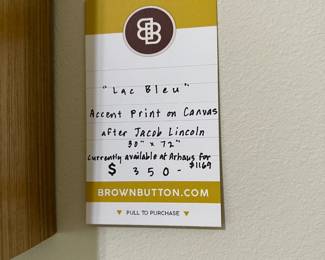 BB
"Lac Bleu"
Accent Print on Canvas
after Jacob Lincoln
30" x 72"
currently available at Arhaus for
$1169
$ 350-
BROWNBUTTON.COM
▼ PULL TO PURCHASE ▼